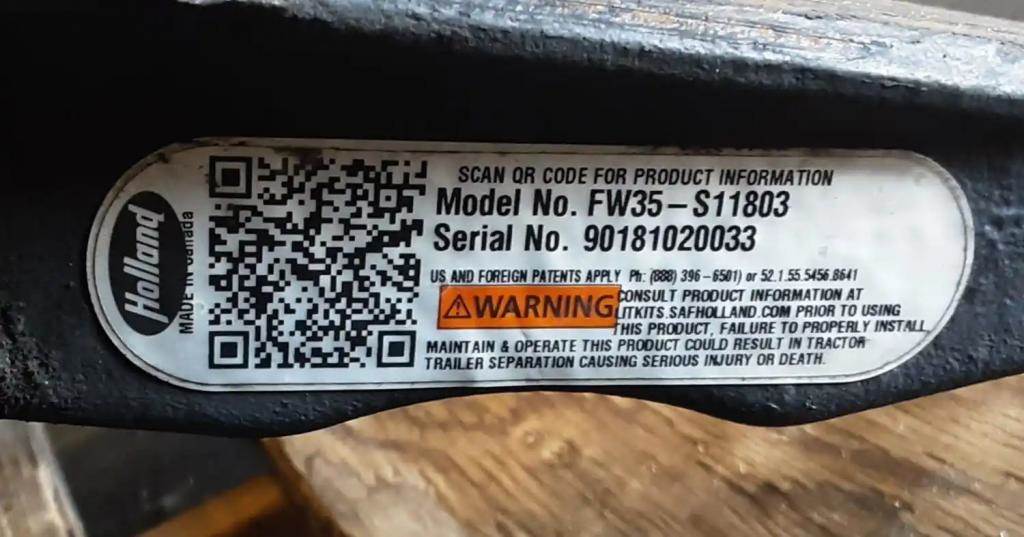 Holland
MADE IN Canada
SCAN QR CODE FOR PRODUCT INFORMATION
Model No. FW35-S11803
Serial No. 90181020033
US AND FOREIGN PATENTS APPLY Ph: (888) 396-6501) or 52.1.55.5456.8641
⚠WARNING CONSULT PRODUCT INFORMATION AT
LITKITS.SAFHOLLAND.COM PRIOR TO USING
THIS PRODUCT, FAILURE TO PROPERLY INSTALL
MAINTAIN & OPERATE THIS PRODUCT COULD RESULT IN TRACTOR
TRAILER SEPARATION CAUSING SERIOUS INJURY OR DEATH.